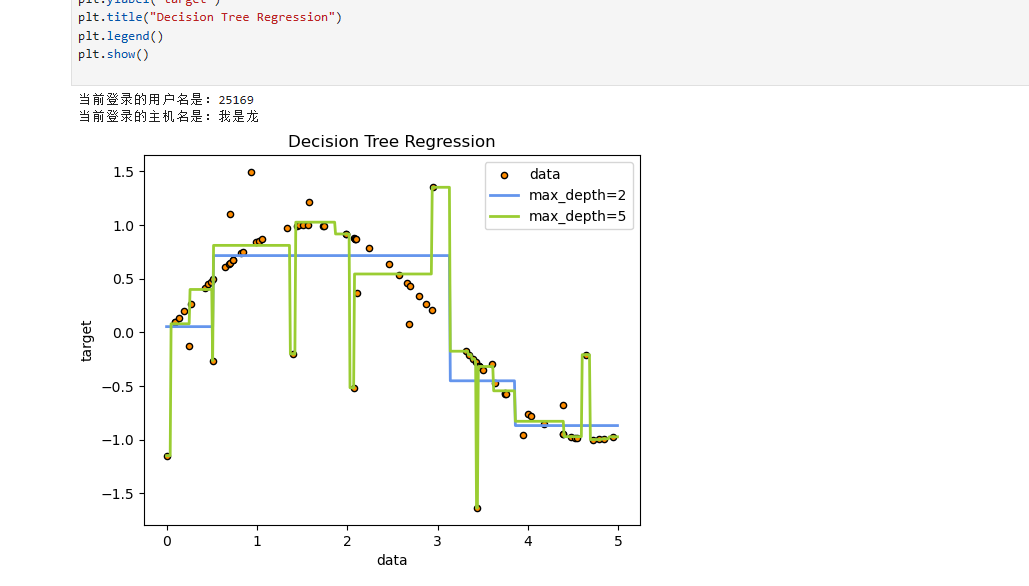 plt.ylabel("target")
plt.title("Decision Tree Regression")
plt.legend()
plt.show()
当前登录的用户名是：25169
当前登录的主机名是：我是龙
Decision Tree Regression
data
max_depth=2
max_depth=5
1.5
1.0
0.5
0.0
−0.5
−1.0
−1.5
target
0 1 2 3 4 5
data